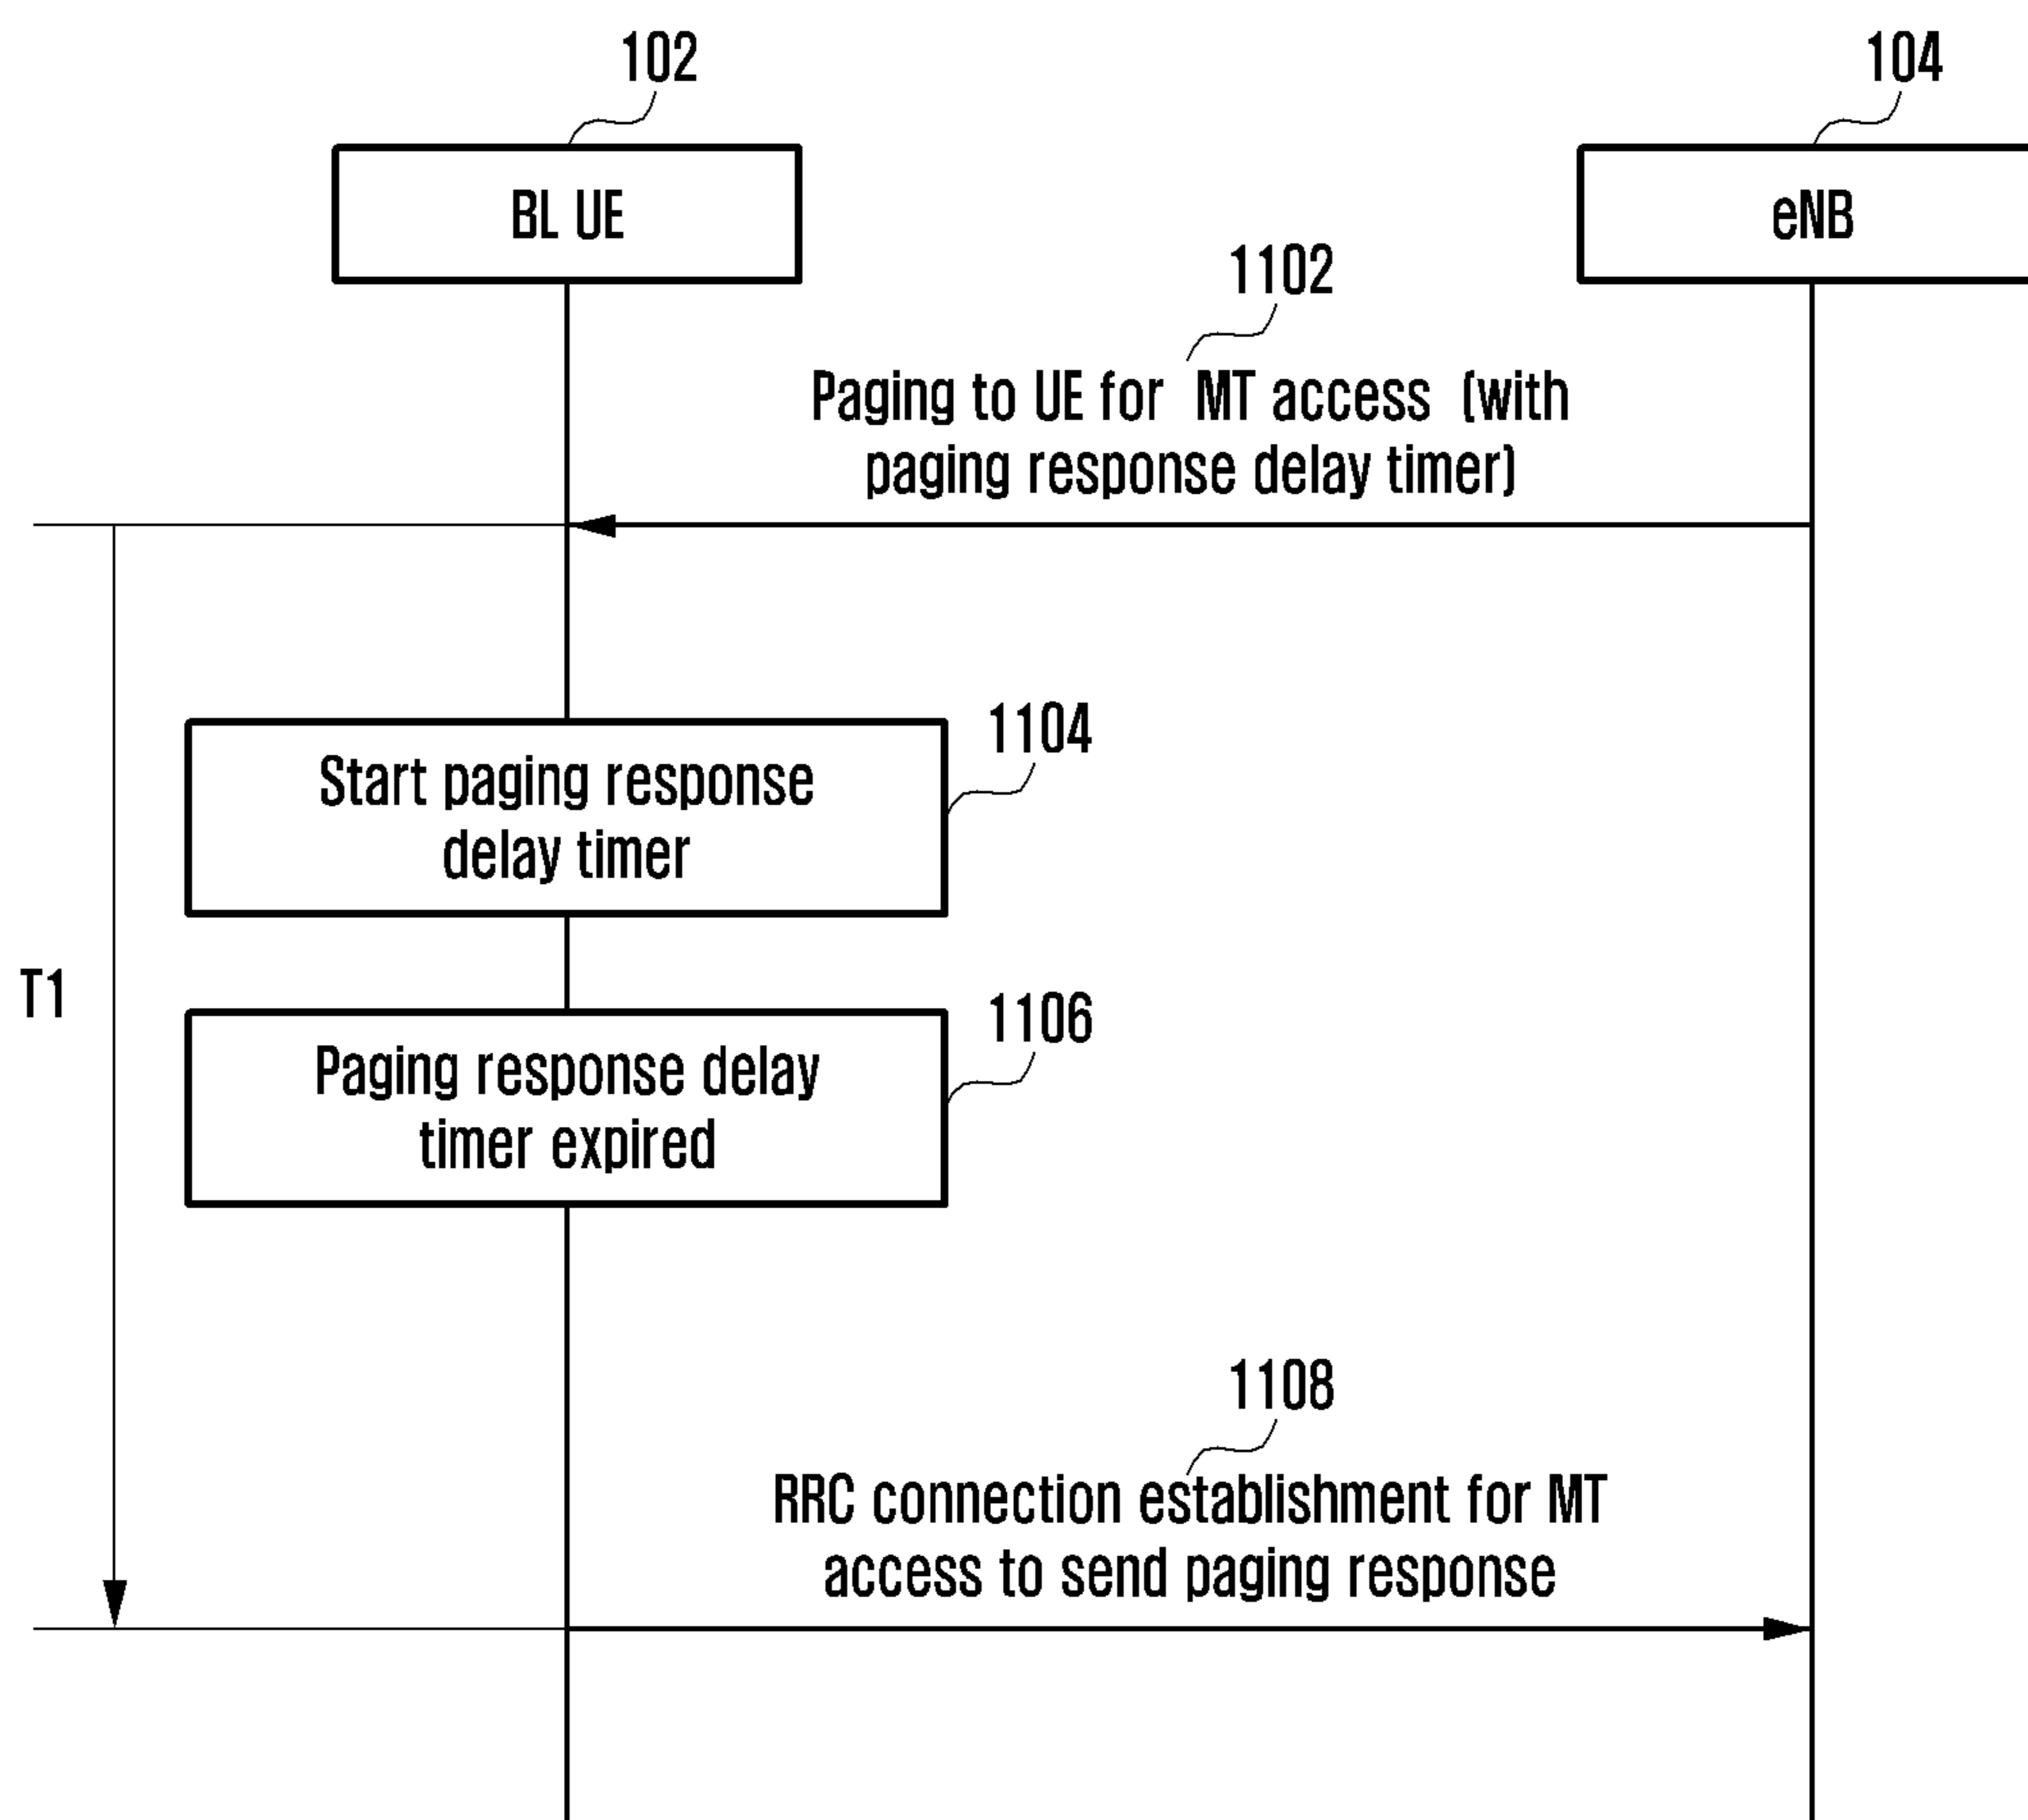 102
104
BL UE
eNB
1102
Paging to UE for MT access (with
paging response delay timer)
1104
Start paging response
delay timer
T1
1106
Paging response delay
timer expired
1108
RRC connection establishment for MT
access to send paging response